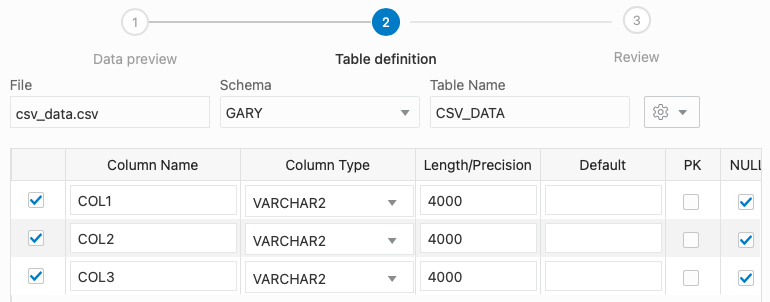 1 2 3
Data preview Table definition Review
File Schema Table Name
csv_data.csv GARY CSV_DATA
Column Name Column Type Length/Precision Default PK NULL
COL1 VARCHAR2 4000
COL2 VARCHAR2 4000
COL3 VARCHAR2 4000